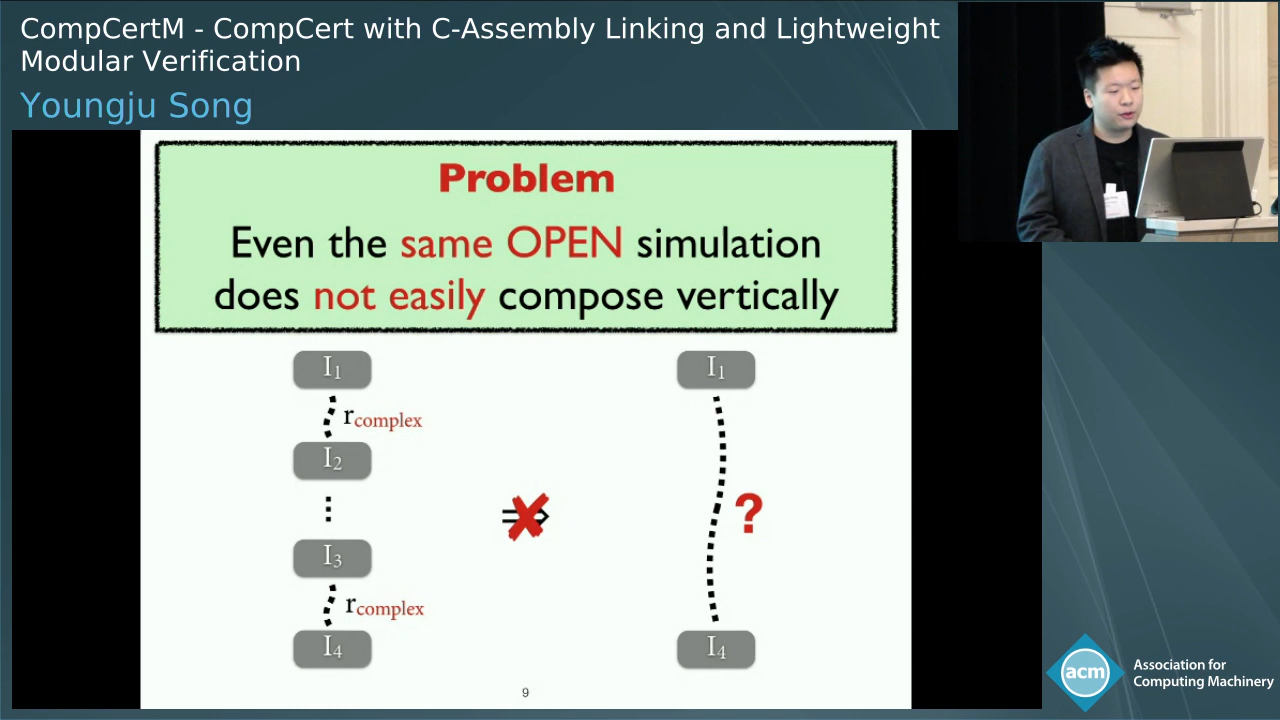 CompCertM - CompCert with C-Assembly Linking and Lightweight
Modular Verification
Youngju Song
Problem
Even the same OPEN simulation
does not easily compose vertically
I1
rcomplex
I2
I3
rcomplex
I4
I1
?
I4
9
acm
Association for
Computing Machinery